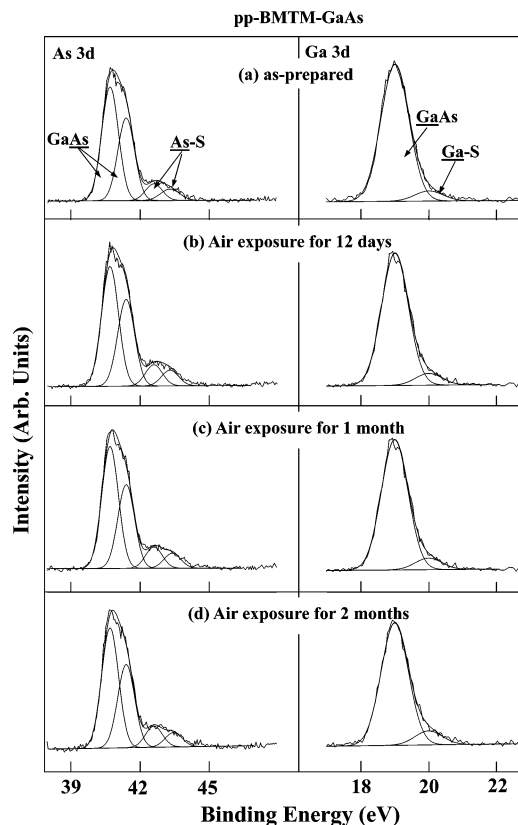 pp-BMTM-GaAs
As 3d
Ga 3d
(a) as-prepared
GaAs
As-S
GaAs
Ga-S
(b) Air exposure for 12 days
(c) Air exposure for 1 month
(d) Air exposure for 2 months
Intensity (Arb. Units)
39 42 45 18 20 22
Binding Energy (eV)